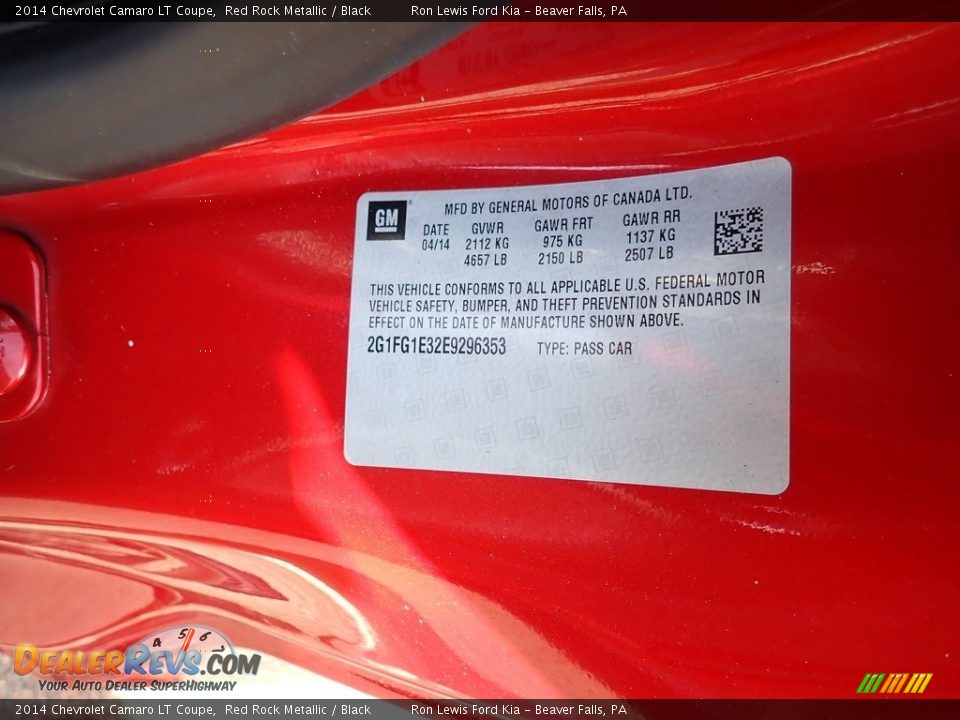 2014 Chevrolet Camaro LT Coupe, Red Rock Metallic / Black Ron Lewis Ford Kia - Beaver Falls, PA
GM
MFD BY GENERAL MOTORS OF CANADA LTD.
DATE GVWR GAWR FRT GAWR RR
04/14 2112 KG 975 KG 1137 KG
4657 LB 2150 LB 2507 LB
THIS VEHICLE CONFORMS TO ALL APPLICABLE U.S. FEDERAL MOTOR
VEHICLE SAFETY, BUMPER, AND THEFT PREVENTION STANDARDS IN
EFFECT ON THE DATE OF MANUFACTURE SHOWN ABOVE.
2G1FG1E32E9296353 TYPE: PASS CAR
4 5 6
DealerRevs.com
Your Auto Dealer SuperHighway
2014 Chevrolet Camaro LT Coupe, Red Rock Metallic / Black Ron Lewis Ford Kia - Beaver Falls, PA